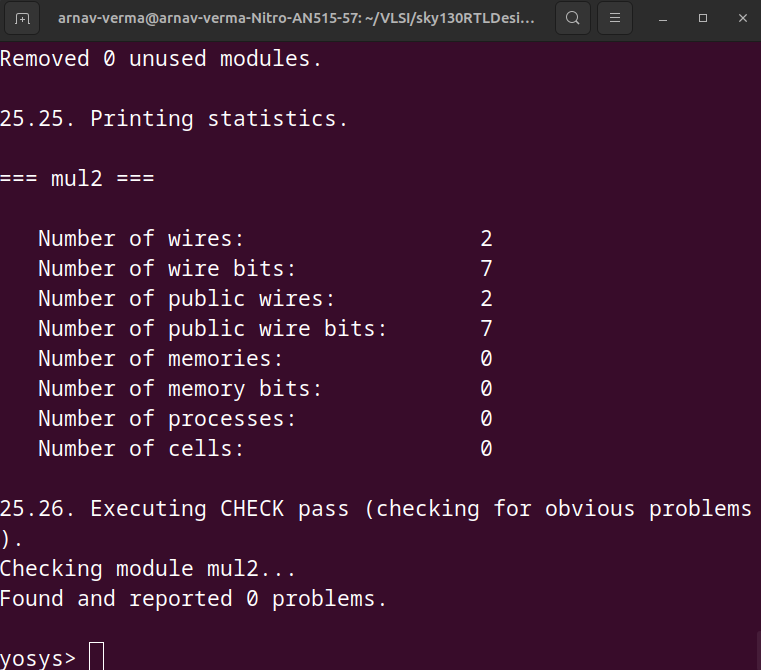 arnav-verma@arnav-verma-Nitro-AN515-57: ~/VLSI/sky130RTLDesi...
Removed 0 unused modules.
25.25. Printing statistics.
=== mul2 ===
Number of wires: 2
Number of wire bits: 7
Number of public wires: 2
Number of public wire bits: 7
Number of memories: 0
Number of memory bits: 0
Number of processes: 0
Number of cells: 0
25.26. Executing CHECK pass (checking for obvious problems
).
Checking module mul2...
Found and reported 0 problems.
yosys>